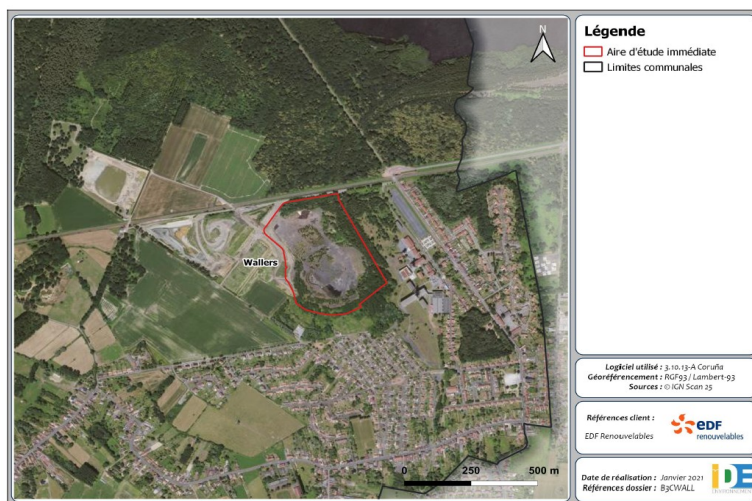 N
Wallers
0 250 500 m
Légende
Aire d'étude immédiate
Limites communales
Logiciel utilisé : 3.10.13-A Coruña
Géoréférencement : RGF93 / Lambert-93
Sources : © IGN Scan 25
Références client :
EDF Renouvelables
edf
renouvelables
Date de réalisation : Janvier 2021
Références dossier : B3CWALL
IDE